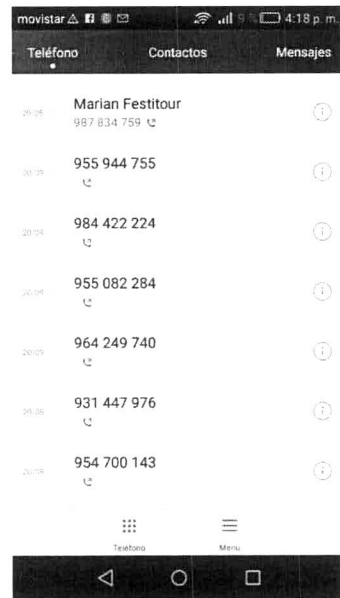 movistar 4:18 p. m.
Teléfono Contactos Mensajes
Marian Festitour
987 834 759
955 944 755
984 422 224
955 082 284
964 249 740
931 447 976
954 700 143
Teléfono Menú